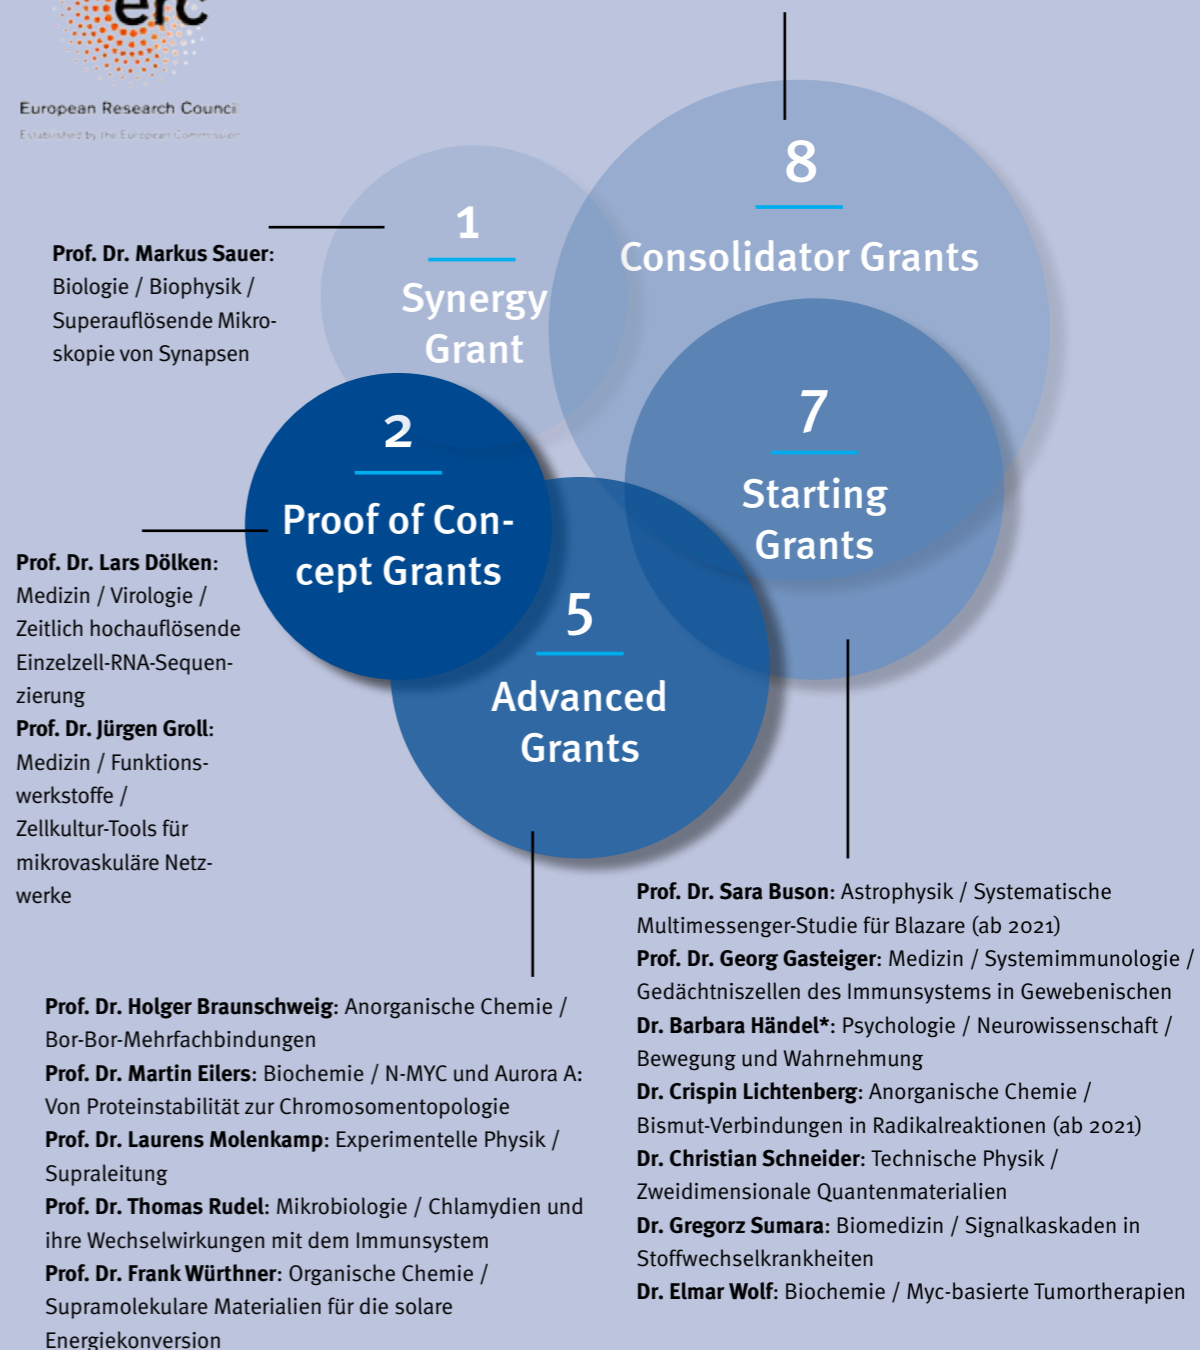 erc
European Research Council
Established by the European Commission
8
Consolidator Grants
1
Synergy
Grant
Prof. Dr. Markus Sauer:
Biologie / Biophysik /
Superauflösende Mikro-
skopie von Synapsen
7
Starting
Grants
2
Proof of Con-
cept Grants
Prof. Dr. Lars Dölken:
Medizin / Virologie /
Zeitlich hochauflösende
Einzelzell-RNA-Sequen-
zierung
Prof. Dr. Jürgen Groll:
Medizin / Funktions-
werkstoffe /
Zellkultur-Tools für
mikrovaskuläre Netz-
werke
5
Advanced
Grants
Prof. Dr. Holger Braunschweig: Anorganische Chemie /
Bor-Bor-Mehrfachbindungen
Prof. Dr. Martin Eilers: Biochemie / N-MYC und Aurora A:
Von Proteinstabilität zur Chromosomentopologie
Prof. Dr. Laurens Molenkamp: Experimentelle Physik /
Supraleitung
Prof. Dr. Thomas Rudel: Mikrobiologie / Chlamydien und
ihre Wechselwirkungen mit dem Immunsystem
Prof. Dr. Frank Würthner: Organische Chemie /
Supramolekulare Materialien für die solare
Energiekonversion
Prof. Dr. Sara Buson: Astrophysik / Systematische
Multimessenger-Studie für Blazare (ab 2021)
Prof. Dr. Georg Gasteiger: Medizin / Systemimmunologie /
Gedächtniszellen des Immunsystems in Gewebenischen
Dr. Barbara Händel*: Psychologie / Neurowissenschaft /
Bewegung und Wahrnehmung
Dr. Crispin Lichtenberg: Anorganische Chemie /
Bismut-Verbindungen in Radikalreaktionen (ab 2021)
Dr. Christian Schneider: Technische Physik /
Zweidimensionale Quantenmaterialien
Dr. Gregorz Sumara: Biomedizin / Signalkaskaden in
Stoffwechselkrankheiten
Dr. Elmar Wolf: Biochemie / Myc-basierte Tumortherapien